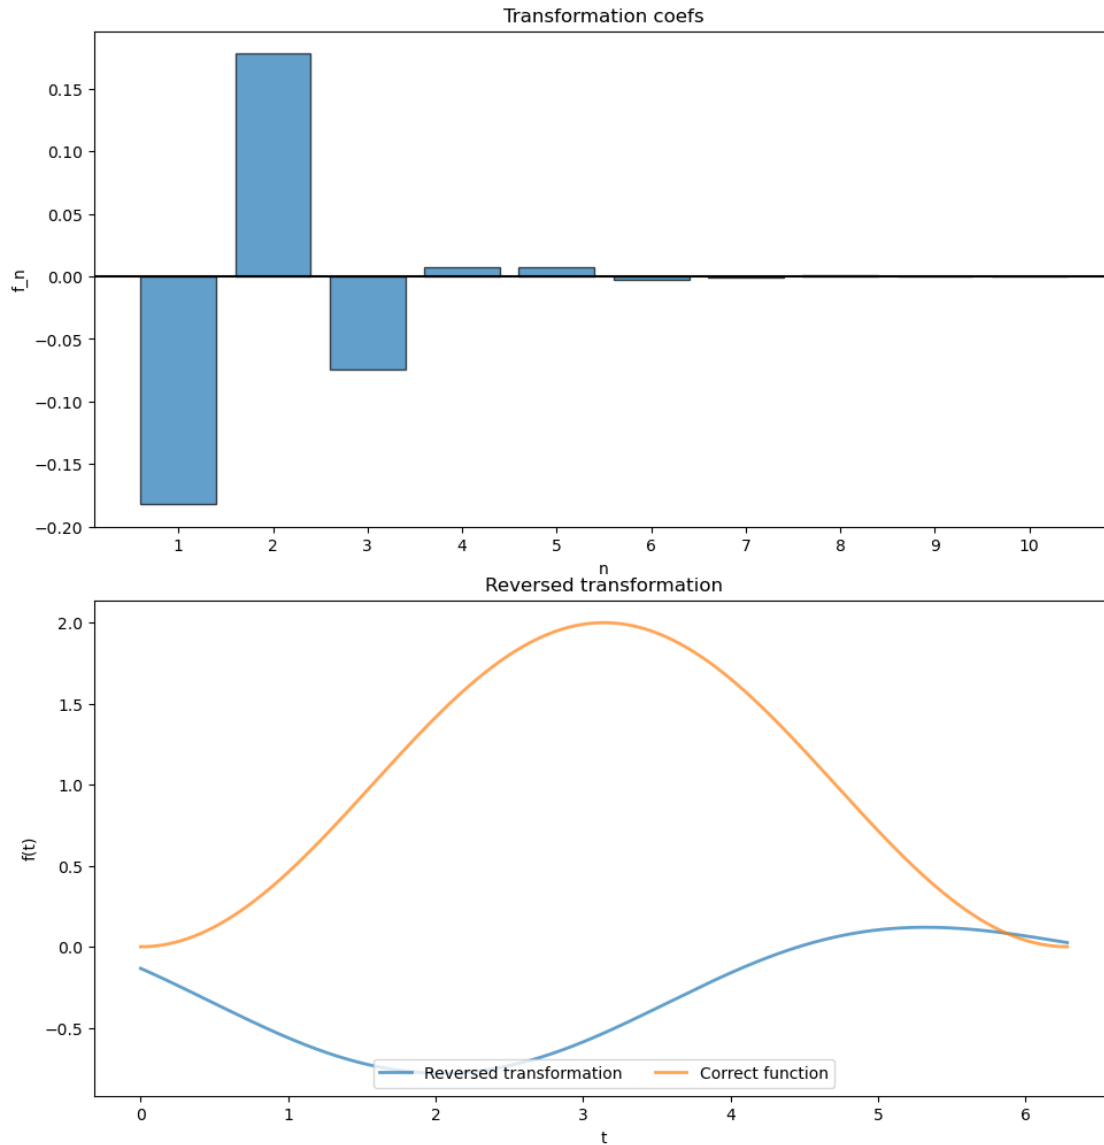 Transformation coefs
0.15
0.10
0.05
0.00
−0.05
−0.10
−0.15
−0.20
f_n
1 2 3 4 5 6 7 8 9 10
n
Reversed transformation
2.0
1.5
1.0
0.5
0.0
−0.5
f(t)
Reversed transformation Correct function
0 1 2 3 4 5 6
t